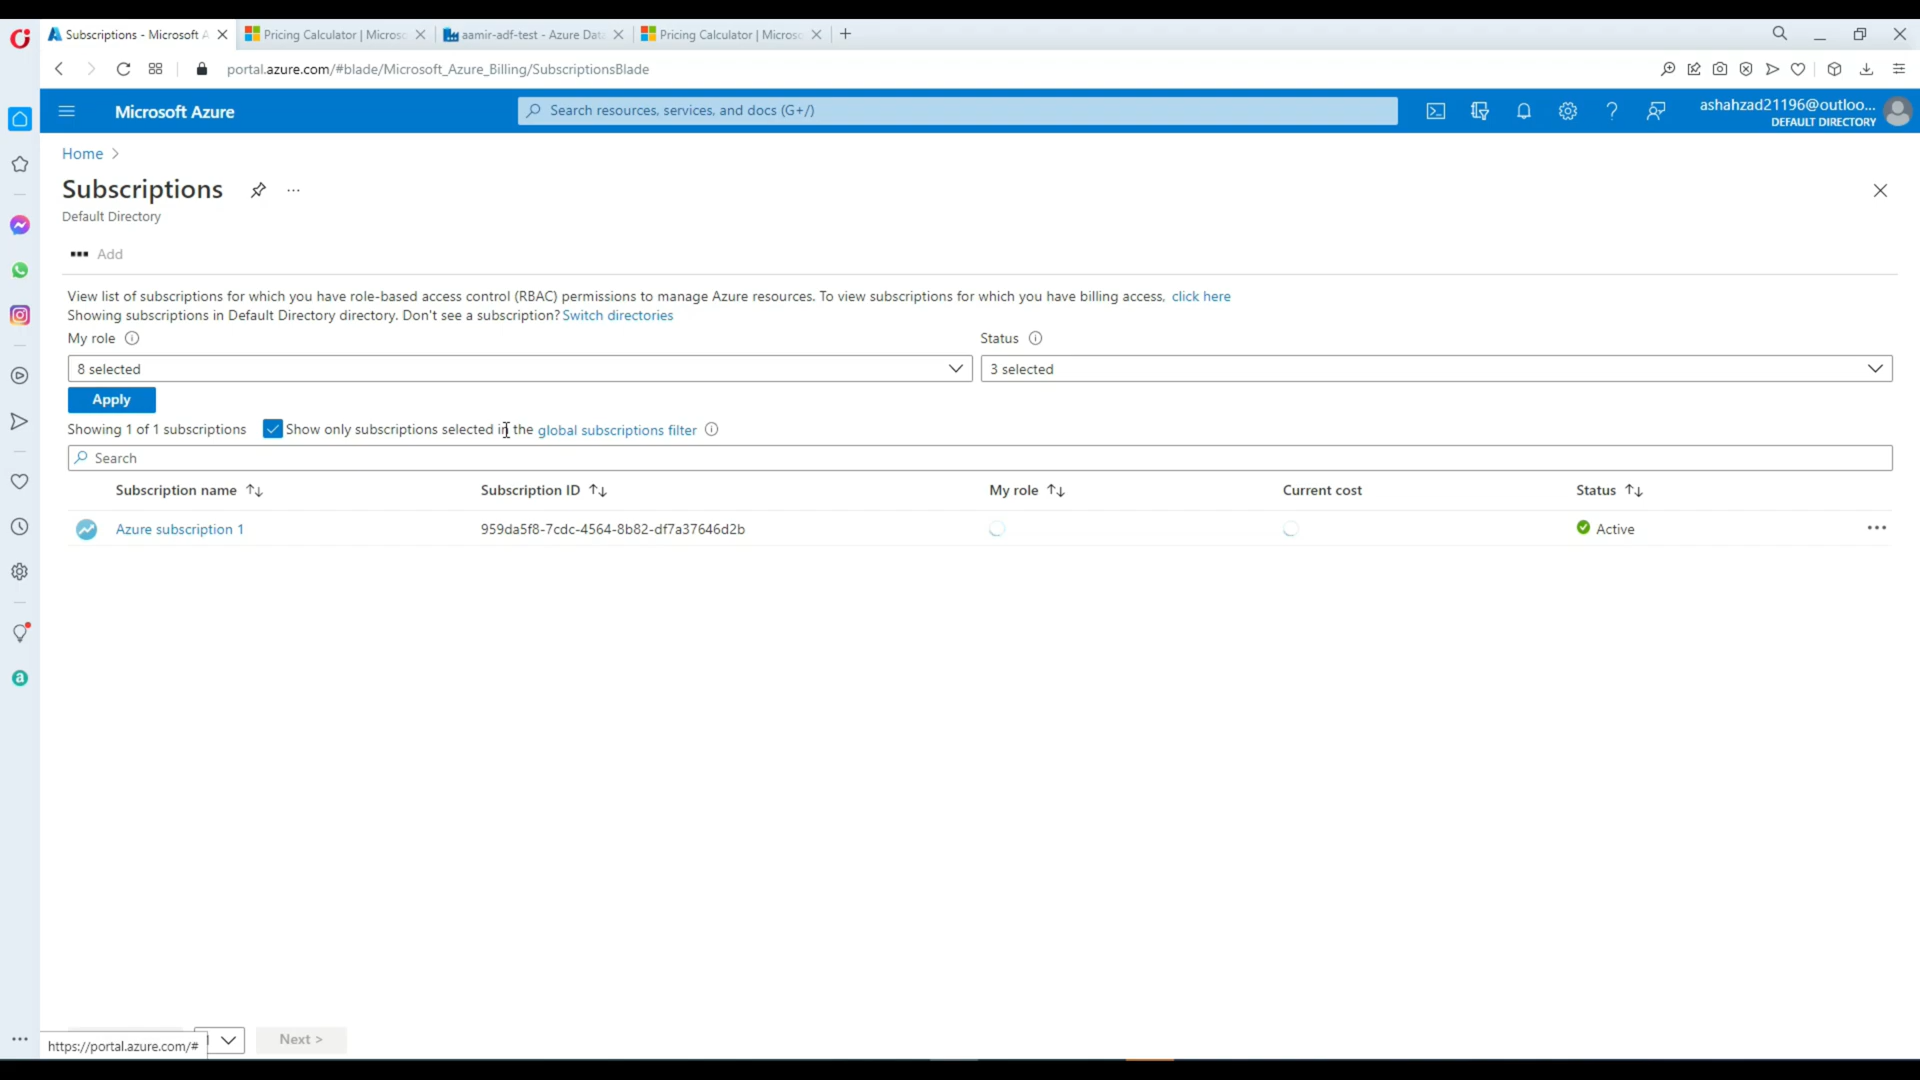 Subscriptions - Microsoft A
Pricing Calculator | Micros
aamir-adf-test - Azure Dat
Pricing Calculator | Micros
portal.azure.com/#blade/Microsoft_Azure_Billing/SubscriptionsBlade
Microsoft Azure
Search resources, services, and docs (G+/)
ashahzad21196@outloo...
DEFAULT DIRECTORY
Home
Subscriptions
Default Directory
Add
View list of subscriptions for which you have role-based access control (RBAC) permissions to manage Azure resources. To view subscriptions for which you have billing access, click here
Showing subscriptions in Default Directory directory. Don't see a subscription? Switch directories
My role
Status
8 selected
3 selected
Apply
Showing 1 of 1 subscriptions
Show only subscriptions selected in the global subscriptions filter
Search
Subscription name
Subscription ID
My role
Current cost
Status
Azure subscription 1
959da5f8-7cdc-4564-8b82-df7a37646d2b
Active
Next >
https://portal.azure.com/#